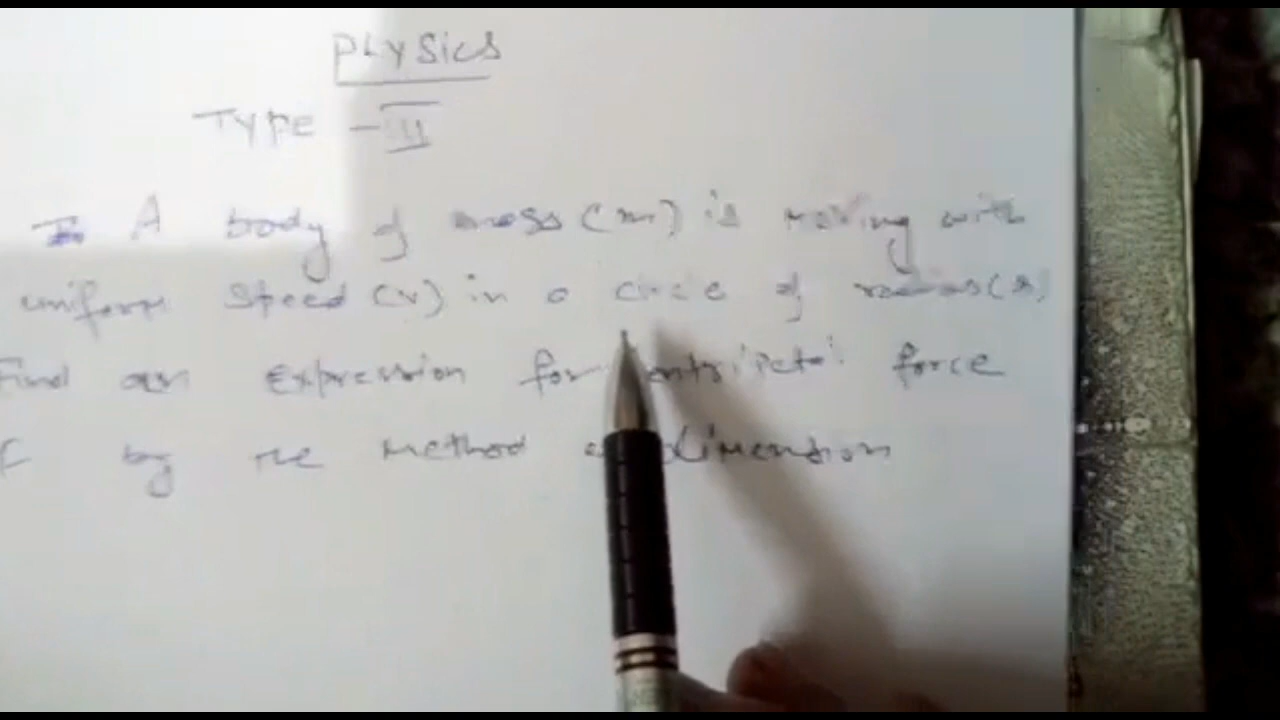 Physics
Type - II
A body of mass (m) is moving with
uniform speed (v) in a circle of radius (r)
Find an expression for centripetal force
F by the method of dimension